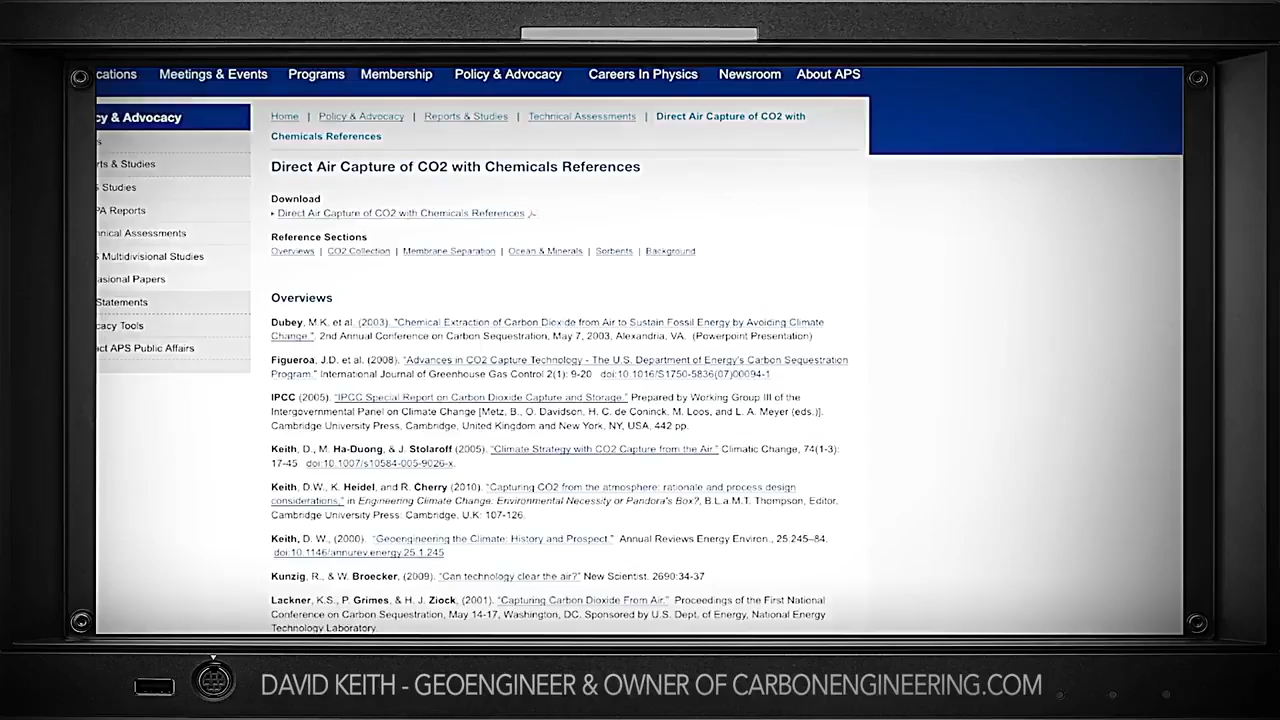 cations Meetings & Events Programs Membership Policy & Advocacy Careers In Physics Newsroom About APS
cy & Advocacy
s
rts & Studies
S Studies
PA Reports
hnical Assessments
S Multidivisional Studies
asional Papers
Statements
cacy Tools
act APS Public Affairs
Home | Policy & Advocacy | Reports & Studies | Technical Assessments | Direct Air Capture of CO2 with
Chemicals References
Direct Air Capture of CO2 with Chemicals References
Download
Direct Air Capture of CO2 with Chemicals References
Reference Sections
Overviews | CO2 Collection | Membrane Separation | Ocean & Minerals | Sorbents | Background
Overviews
Dubey, M.K. et al. (2003). "Chemical Extraction of Carbon Dioxide from Air to Sustain Fossil Energy by Avoiding Climate
Change." 2nd Annual Conference on Carbon Sequestration, May 7, 2003, Alexandria, VA. (Powerpoint Presentation)
Figueroa, J.D. et al. (2008). "Advances in CO2 Capture Technology - The U.S. Department of Energy's Carbon Sequestration
Program." International Journal of Greenhouse Gas Control 2(1): 9-20 doi:10.1016/S1750-5836(07)00094-1
IPCC (2005). "IPCC Special Report on Carbon Dioxide Capture and Storage." Prepared by Working Group III of the
Intergovernmental Panel on Climate Change [Metz, B., O. Davidson, H. C. de Coninck, M. Loos, and L. A. Meyer (eds.)].
Cambridge University Press, Cambridge, United Kingdom and New York, NY, USA, 442 pp.
Keith, D., M. Ha-Duong, & J. Stolaroff (2005). "Climate Strategy with CO2 Capture from the Air." Climatic Change, 74(1-3):
17-45 doi:10.1007/s10584-005-9026-x.
Keith, D.W., K. Heidel, and R. Cherry (2010). "Capturing CO2 from the atmosphere: rationale and process design
considerations," in Engineering Climate Change: Environmental Necessity or Pandora's Box?, B.L.a.M.T. Thompson, Editor.
Cambridge University Press: Cambridge, U.K: 107-126.
Keith, D. W., (2000). "Geoengineering the Climate: History and Prospect." Annual Reviews Energy Environ., 25:245–84.
doi:10.1146/annurev.energy.25.1.245
Kunzig, R., & W. Broecker, (2009). "Can technology clear the air?" New Scientist. 2690:34-37
Lackner, K.S., P. Grimes, & H. J. Ziock, (2001). "Capturing Carbon Dioxide From Air." Proceedings of the First National
Conference on Carbon Sequestration, May 14-17, Washington, DC. Sponsored by U.S. Dept. of Energy, National Energy
Technology Laboratory.
DAVID KEITH - GEOENGINEER & OWNER OF CARBONENGINEERING.COM